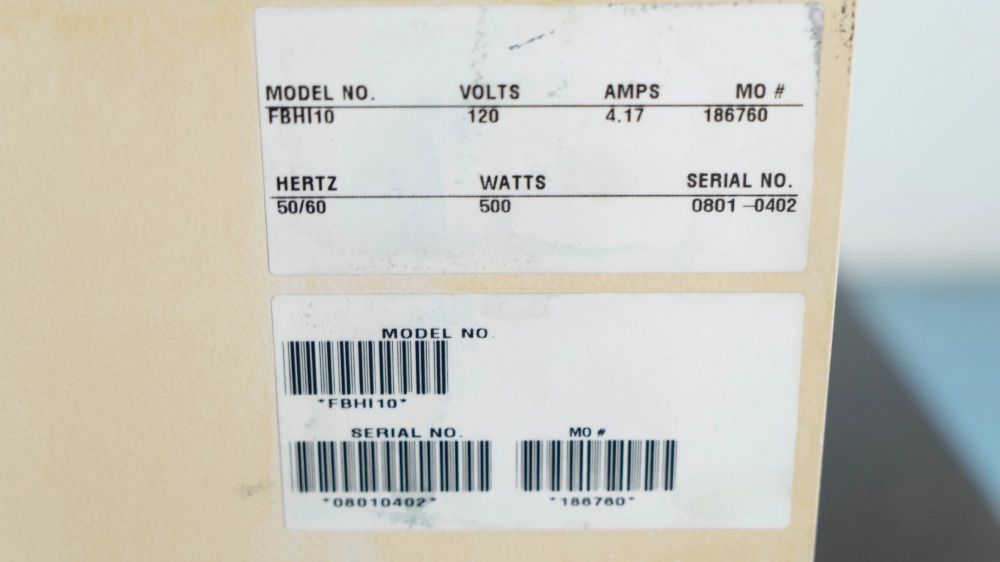 MODEL NO. VOLTS AMPS MO #
FBHI10 120 4.17 186760
HERTZ WATTS SERIAL NO.
50/60 500 0801 –0402
MODEL NO.
*FBHI10*
SERIAL NO. MO #
*08010402* *186760*